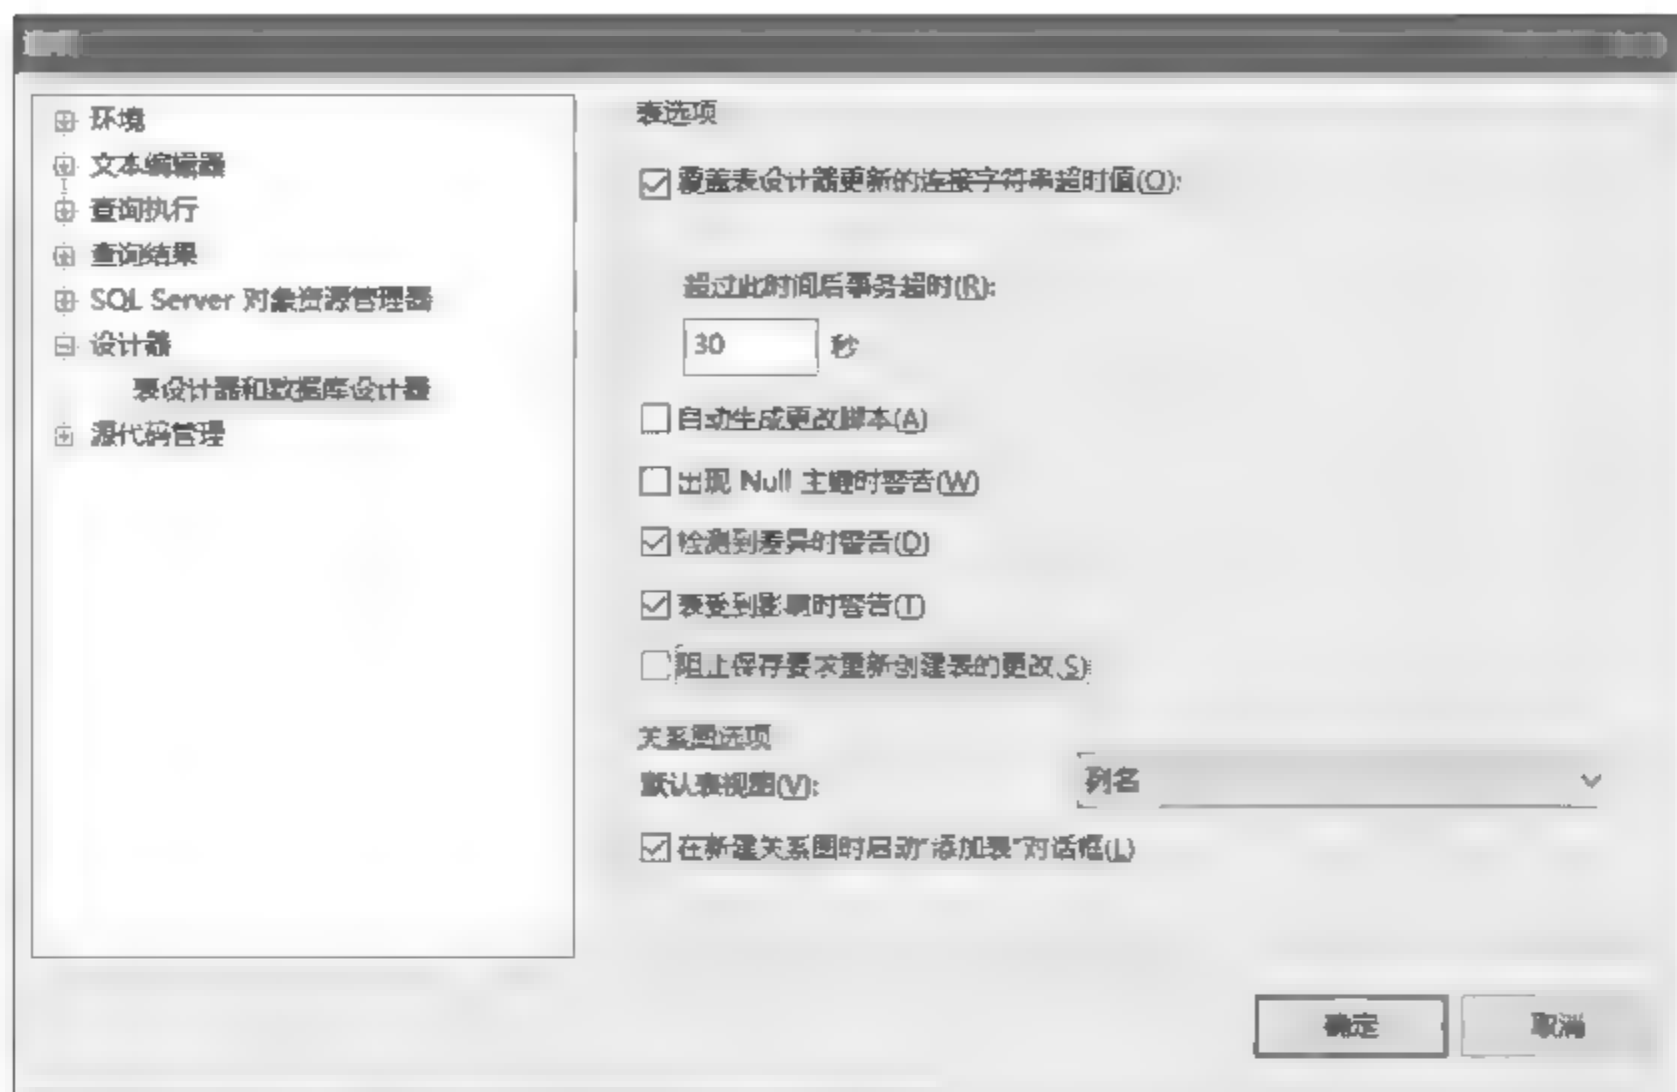 环境
文本编辑器
查询执行
查询结果
SQL Server 对象资源管理器
设计器
表设计器和数据库设计器
源代码管理
表选项
覆盖表设计器更新的连接字符串超时值(O):
超过此时间后事务超时(R):
30 秒
自动生成更改脚本(A)
出现 Null 主键时警告(W)
检测到差异时警告(D)
表受到影响时警告(T)
阻止保存要求重新创建表的更改(S)
关系图选项
默认表视图(V):
列名
在新建关系图时启动"添加表"对话框(L)
确定
取消